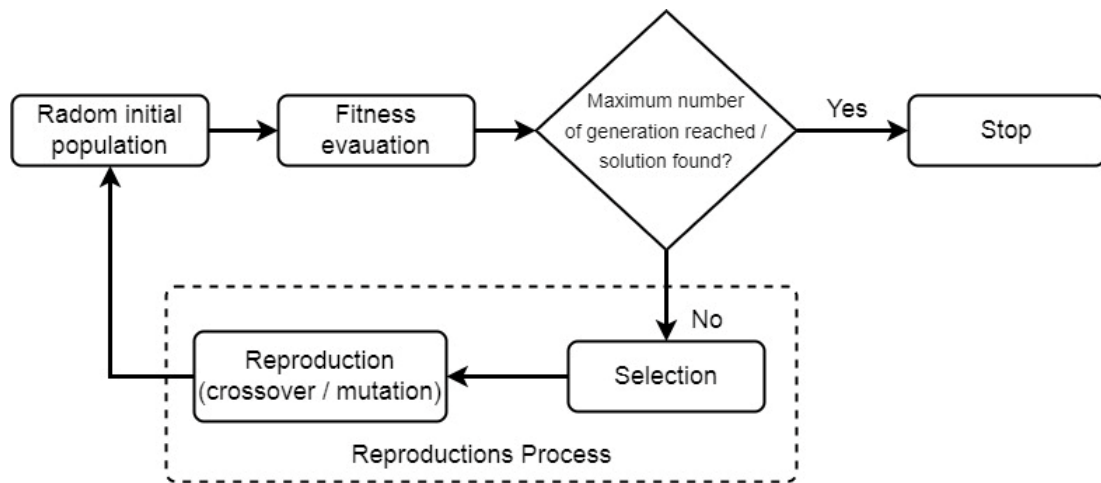 Radom initial
population
Fitness
evauation
Maximum number
of generation reached /
solution found?
Yes
Stop
No
Selection
Reproduction
(crossover / mutation)
Reproductions Process